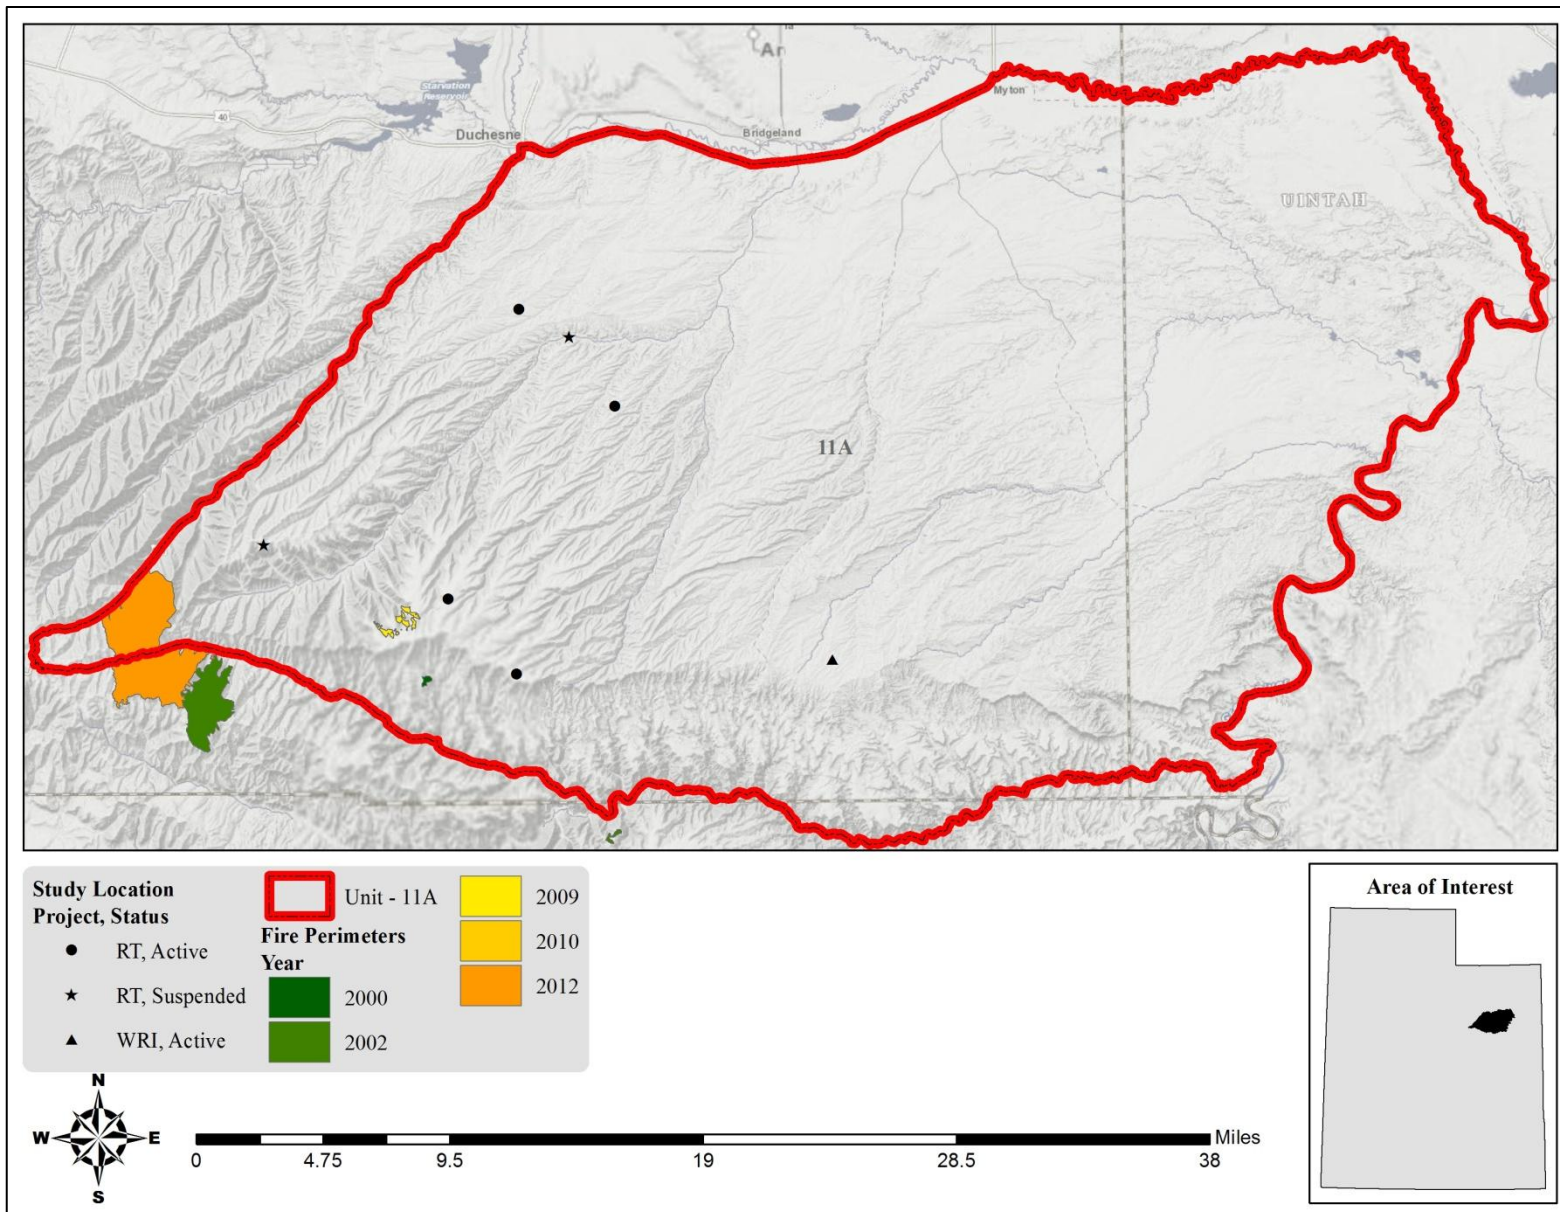 Starvation
Reservoir
Ar
40
Duchesne
Bridgeland
Myton
UINTAH
11A
Study Location
Project, Status
RT, Active
RT, Suspended
WRI, Active
Unit - 11A
Fire Perimeters
Year
2000
2002
2009
2010
2012
Area of Interest
N
W E
S
0 4.75 9.5 19 28.5 38 Miles